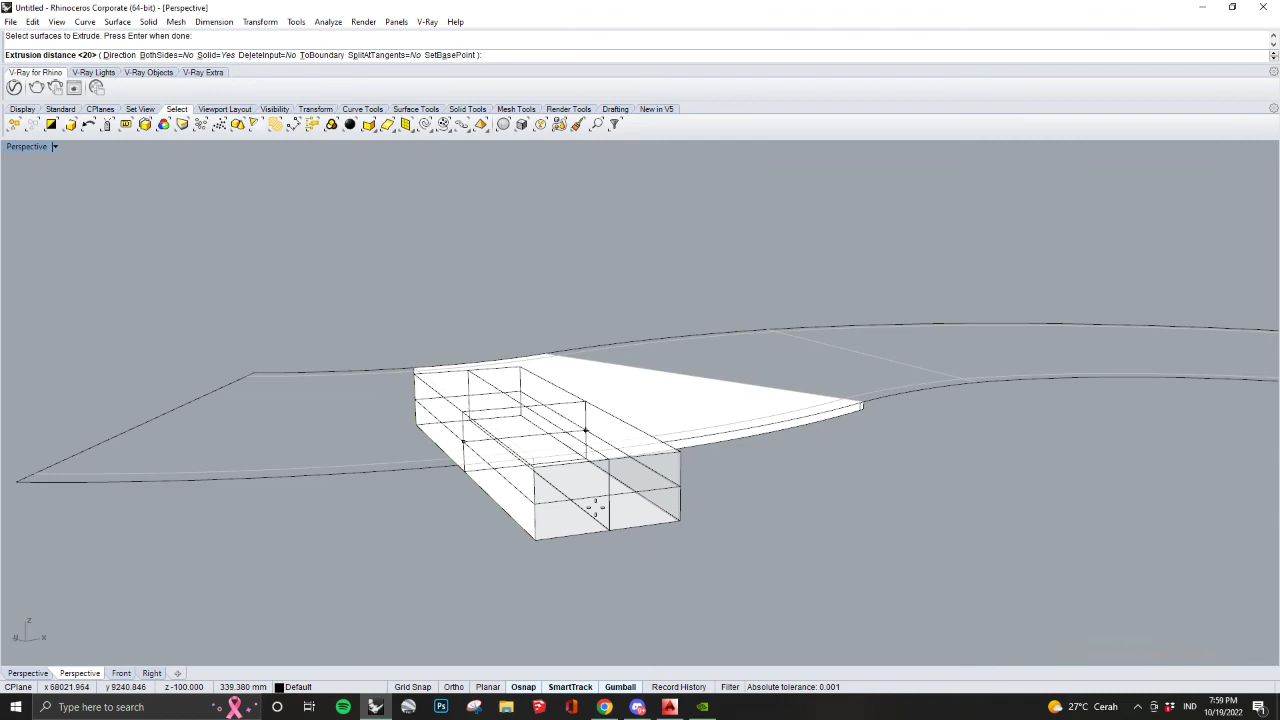 Untitled - Rhinoceros Corporate (64-bit) - [Perspective]
File Edit View Curve Surface Solid Mesh Dimension Transform Tools Analyze Render Panels V-Ray Help
Select surfaces to Extrude. Press Enter when done:
Extrusion distance <20> ( Direction BothSides=No Solid=Yes DeleteInput=No ToBoundary SplitAtTangents=No SetBasePoint ):
V-Ray for Rhino V-Ray Lights V-Ray Objects V-Ray Extra
Display Standard CPlanes Set View Select Viewport Layout Visibility Transform Curve Tools Surface Tools Solid Tools Mesh Tools Render Tools Drafting New in V5
Perspective
z
y x
Perspective Perspective Front Right
CPlane x 68021.964 y 9240.846 z -100.000 339.380 mm Default Grid Snap Ortho Planar Osnap SmartTrack Gumball Record History Filter Absolute tolerance: 0.001
Type here to search 27°C Cerah IND 7:59 PM
10/19/2022